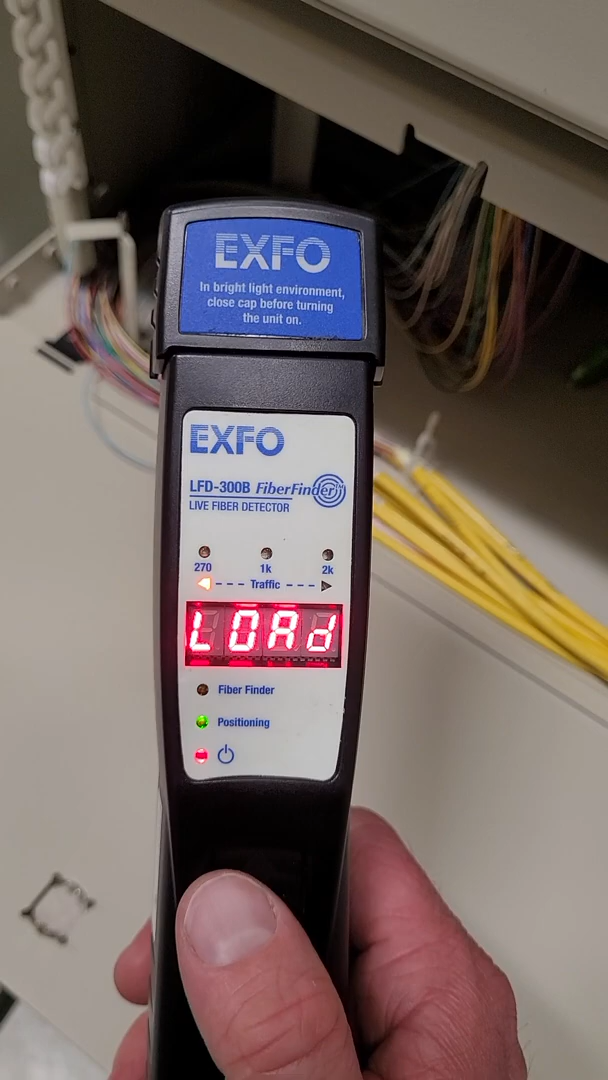 EXFO
In bright light environment,
close cap before turning
the unit on.
EXFO
LFD-300B FiberFinder™
LIVE FIBER DETECTOR
270 1k 2k
Traffic
LOAd
Fiber Finder
Positioning